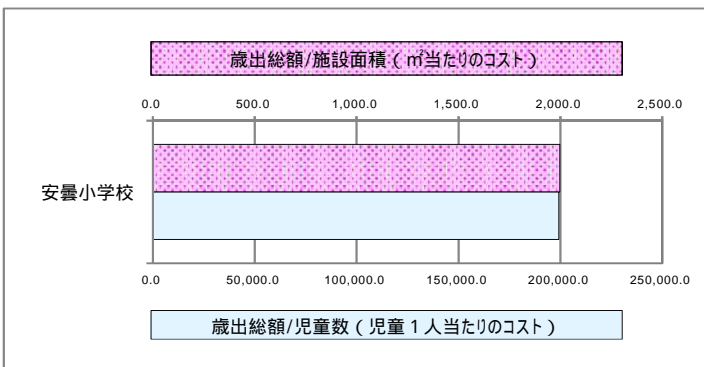 歳出総額/施設面積（㎡当たりのコスト）
0.0 500.0 1,000.0 1,500.0 2,000.0 2,500.0
安曇小学校
0.0 50,000.0 100,000.0 150,000.0 200,000.0 250,000.0
歳出総額/児童数（児童１人当たりのコスト）